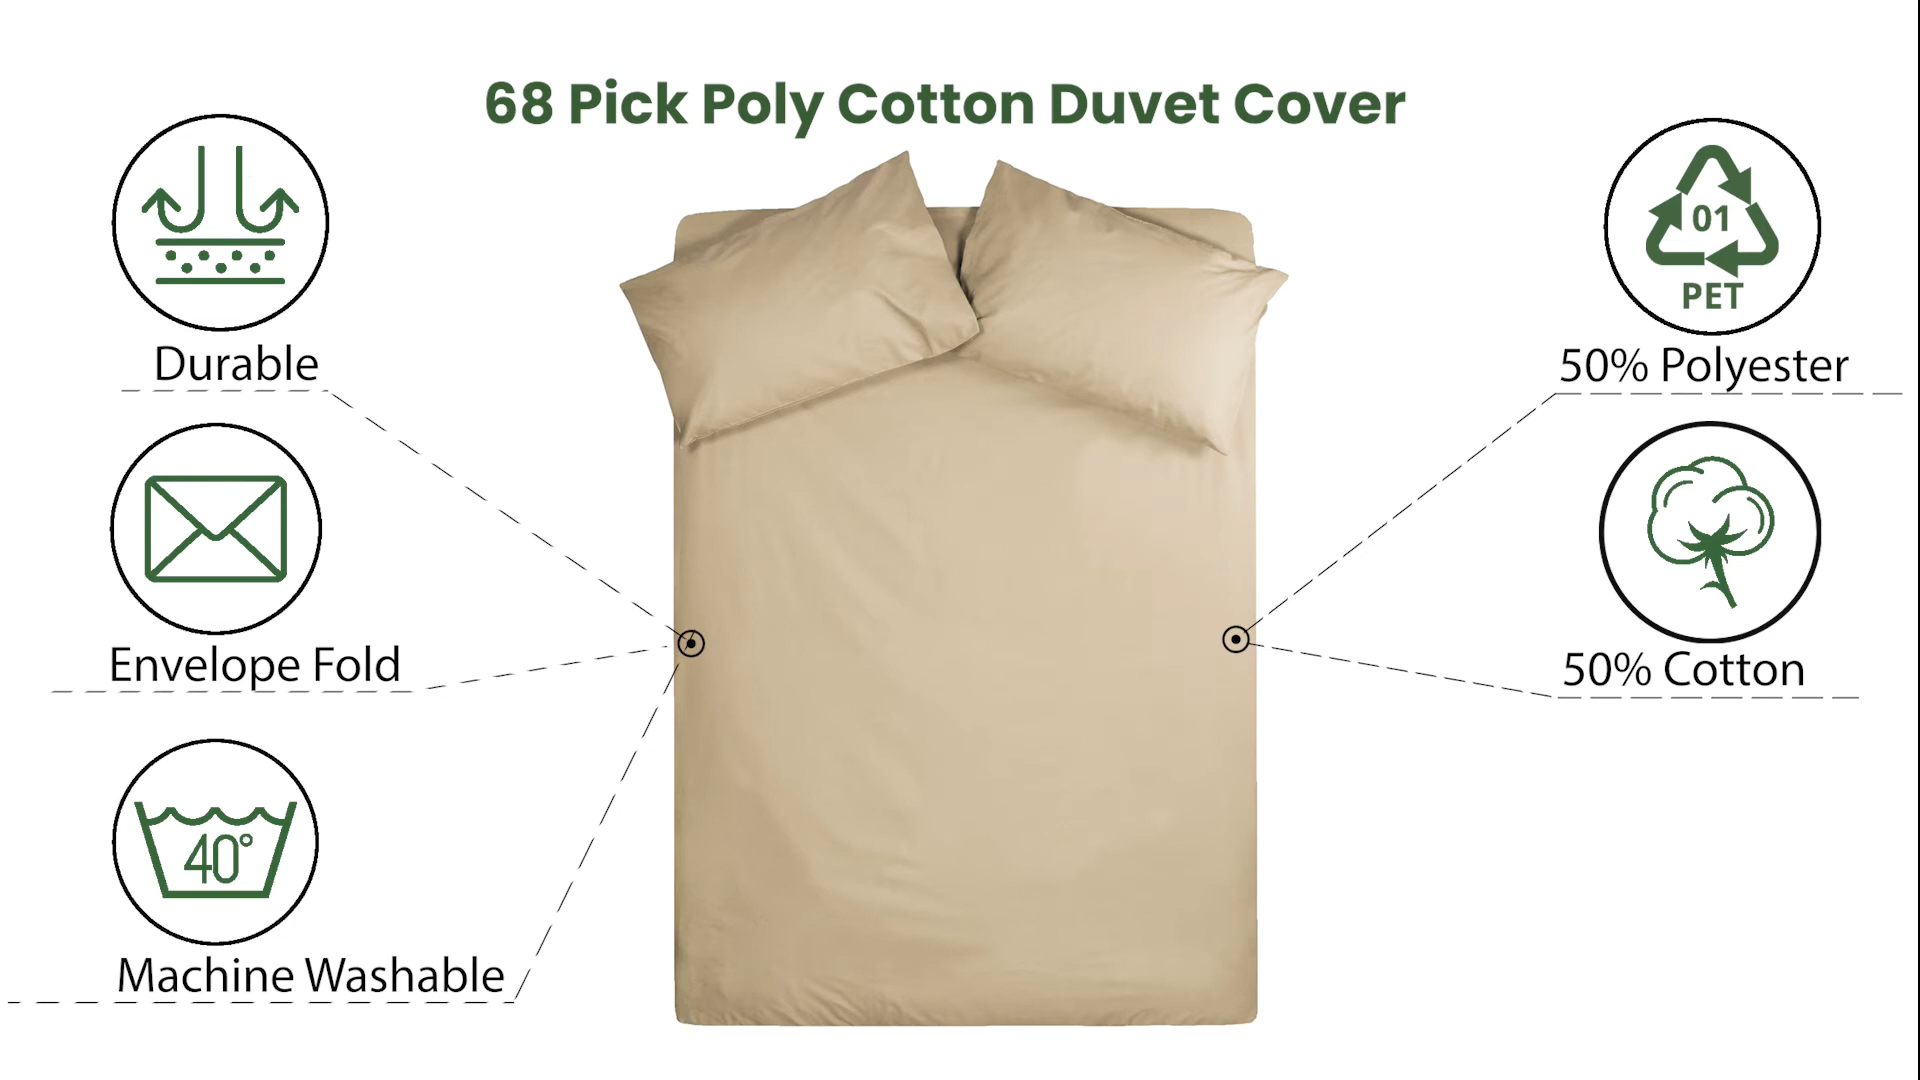 68 Pick Poly Cotton Duvet Cover
Durable
Envelope Fold
40°
Machine Washable
01
PET
50% Polyester
50% Cotton